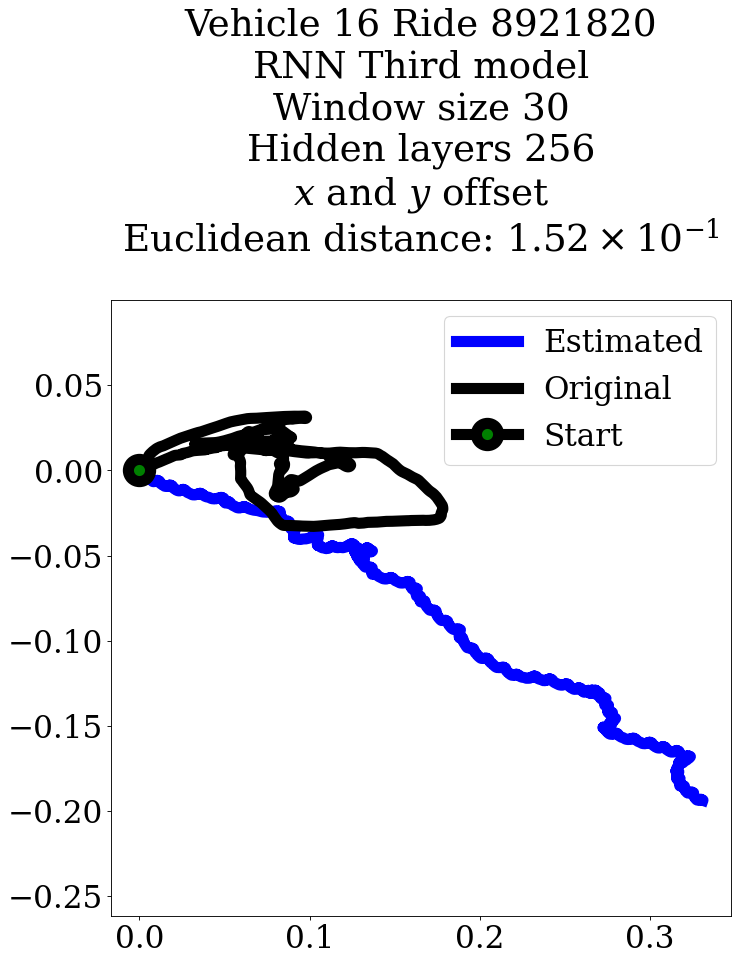 Vehicle 16 Ride 8921820
RNN Third model
Window size 30
Hidden layers 256
x and y offset
Euclidean distance: 1.52 × 10⁻¹
Estimated
Original
Start
0.05
0.00
−0.05
−0.10
−0.15
−0.20
−0.25
0.0 0.1 0.2 0.3